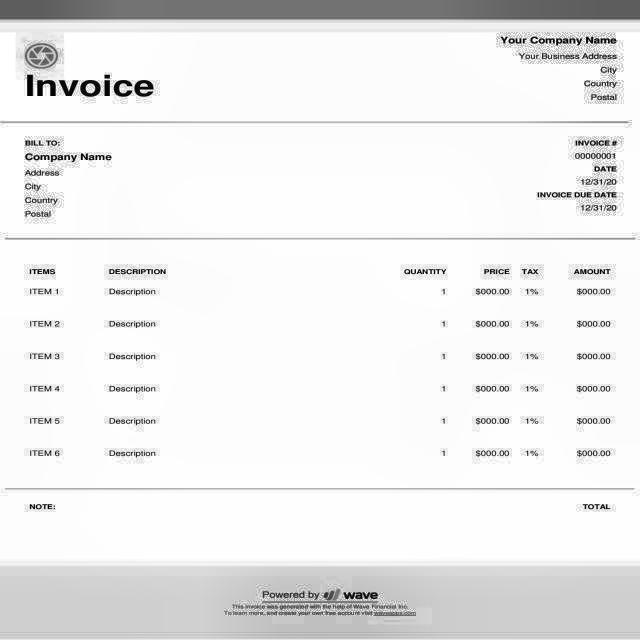 Your Company Name
Your Business Address
City
Country
Postal
Invoice
BILL TO:
Company Name
Address
City
Country
Postal
INVOICE #
00000001
DATE
12/31/20
INVOICE DUE DATE
12/31/20
ITEMS DESCRIPTION QUANTITY PRICE TAX AMOUNT
ITEM 1 Description 1 $000.00 1% $000.00
ITEM 2 Description 1 $000.00 1% $000.00
ITEM 3 Description 1 $000.00 1% $000.00
ITEM 4 Description 1 $000.00 1% $000.00
ITEM 5 Description 1 $000.00 1% $000.00
ITEM 6 Description 1 $000.00 1% $000.00
NOTE: TOTAL
Powered by wave
This invoice was generated with the help of Wave Financial Inc.
To learn more, and create your own free account visit waveapps.com